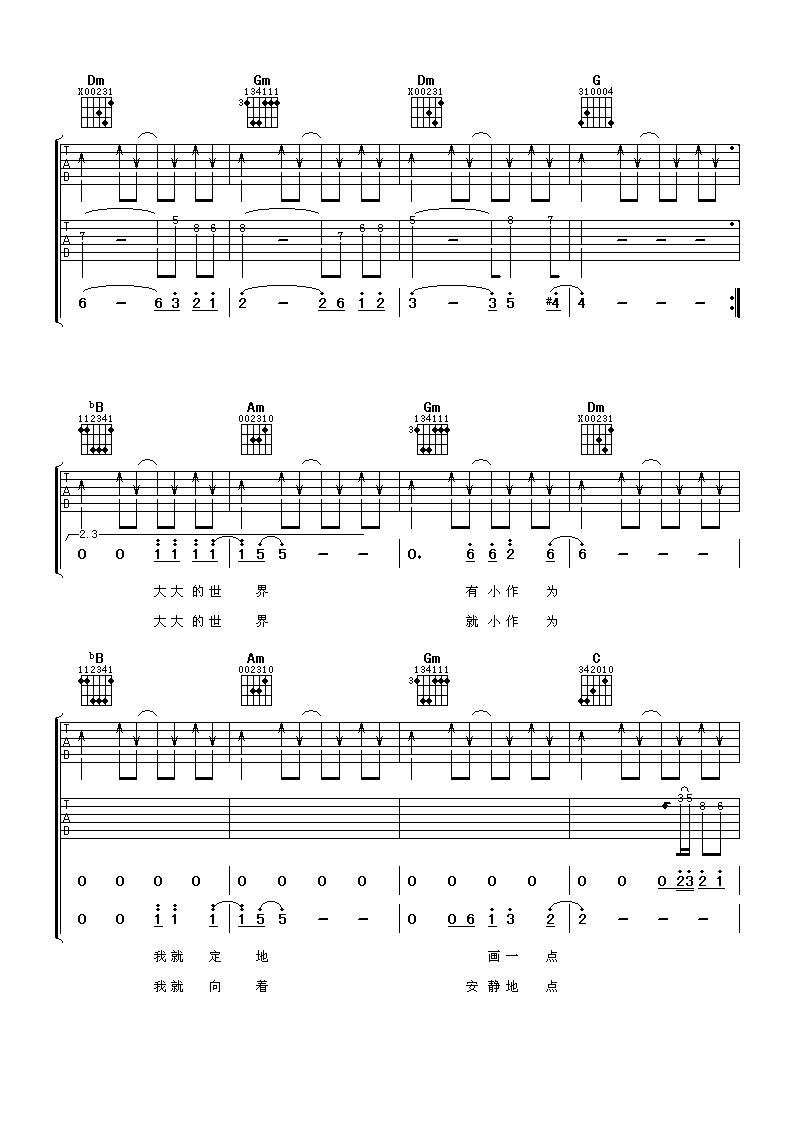 Dm Gm Dm G
X00231 134111 X00231 310004
3
T A B
T A B
7 – 5 8 6 8 – 7 6 8 5 – 8 7 – – –
6 – 6 3 2 1 2 – 2 6 1 2 3 – 3 5 #4 4 – – –
bB Am Gm Dm
112341 002310 134111 X00231
3
T A B
2.3
0 0 1 1 1 1 1 5 5 – – 0. 6 6 2 6 6 – – –
大大的世 界 有小作 为
大大的世 界 就小作 为
bB Am Gm C
112341 002310 134111 342010
3
T A B
T A B
3 5 8 6
0 0 0 0 0 0 0 0 0 0 0 0 0 0 0 2 3 2 1
0 0 1 1 1 1 5 5 – – 0 0 6 1 3 2 2 – – –
我就 定 地 画一 点
我就 向 着 安静地 点